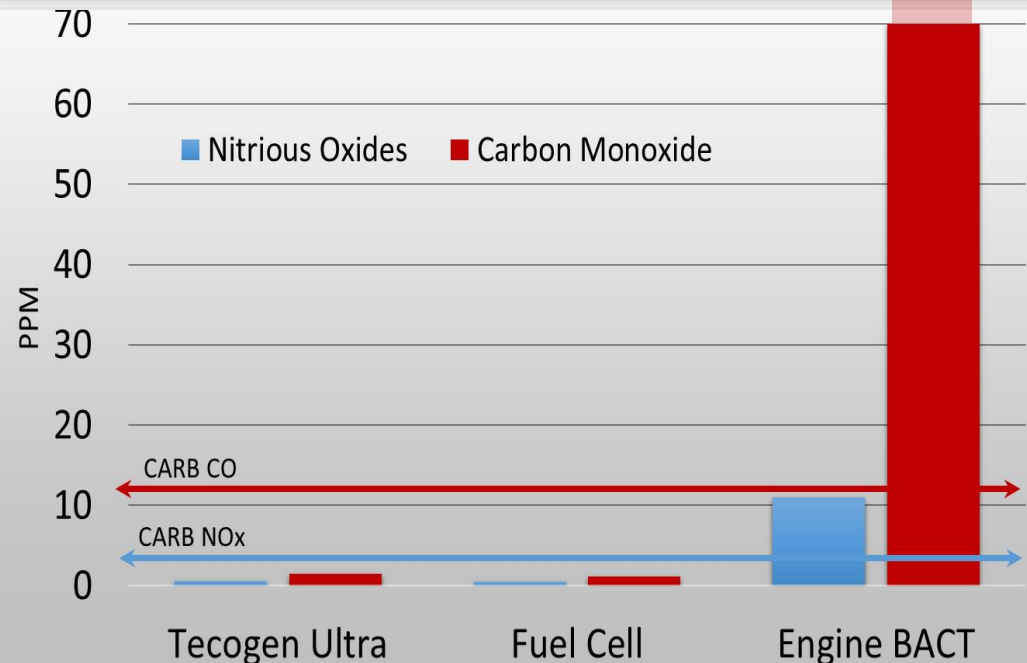 70
60
Nitrious Oxides Carbon Monoxide
50
40
PPM
30
20
CARB CO
10
CARB NOx
0
Tecogen Ultra Fuel Cell Engine BACT